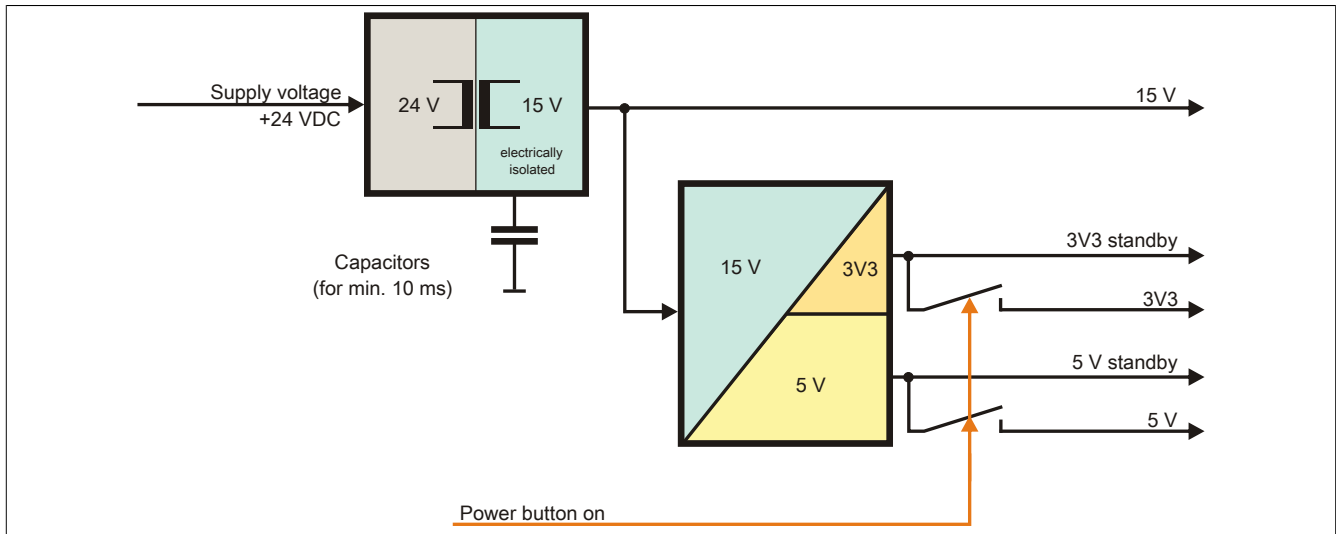 Supply voltage
+24 VDC
24 V
15 V
electrically
isolated
15 V
Capacitors
(for min. 10 ms)
15 V
3V3
5 V
3V3 standby
3V3
5 V standby
5 V
Power button on